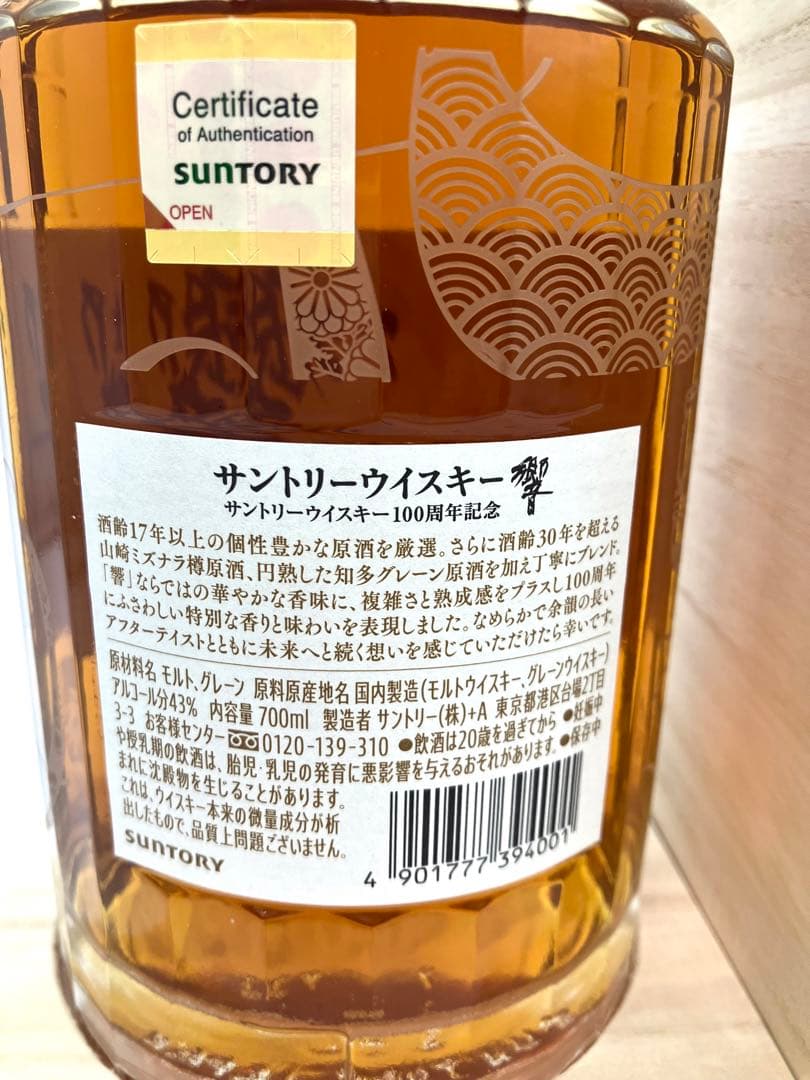 Certificate
of Authentication
SUNTORY
OPEN
サントリーウイスキー響
サントリーウイスキー100周年記念
酒齢17年以上の個性豊かな原酒を厳選。さらに酒齢30年を超える
山崎ミズナラ樽原酒、円熟した知多グレーン原酒を加え丁寧にブレンド。
「響」ならではの華やかな香味に、複雑さと熟成感をプラスし100周年
にふさわしい特別な香りと味わいを表現しました。なめらかで余韻の長い
アフターテイストとともに未来へと続く想いを感じていただけたら幸いです。
原材料名 モルト、グレーン 原料原産地名 国内製造(モルトウイスキー、グレーンウイスキー)
アルコール分43% 内容量 700ml 製造者 サントリー(株)+A 東京都港区台場2丁目
3-3 お客様センター 0120-139-310 ●飲酒は20歳を過ぎてから ●妊娠中
や授乳期の飲酒は、胎児・乳児の発育に悪影響を与えるおそれがあります。●保存中
まれに沈殿物を生じることがあります。
これは、ウイスキー本来の微量成分が析
出したもので、品質上問題ございません。
SUNTORY
4 901777 394001